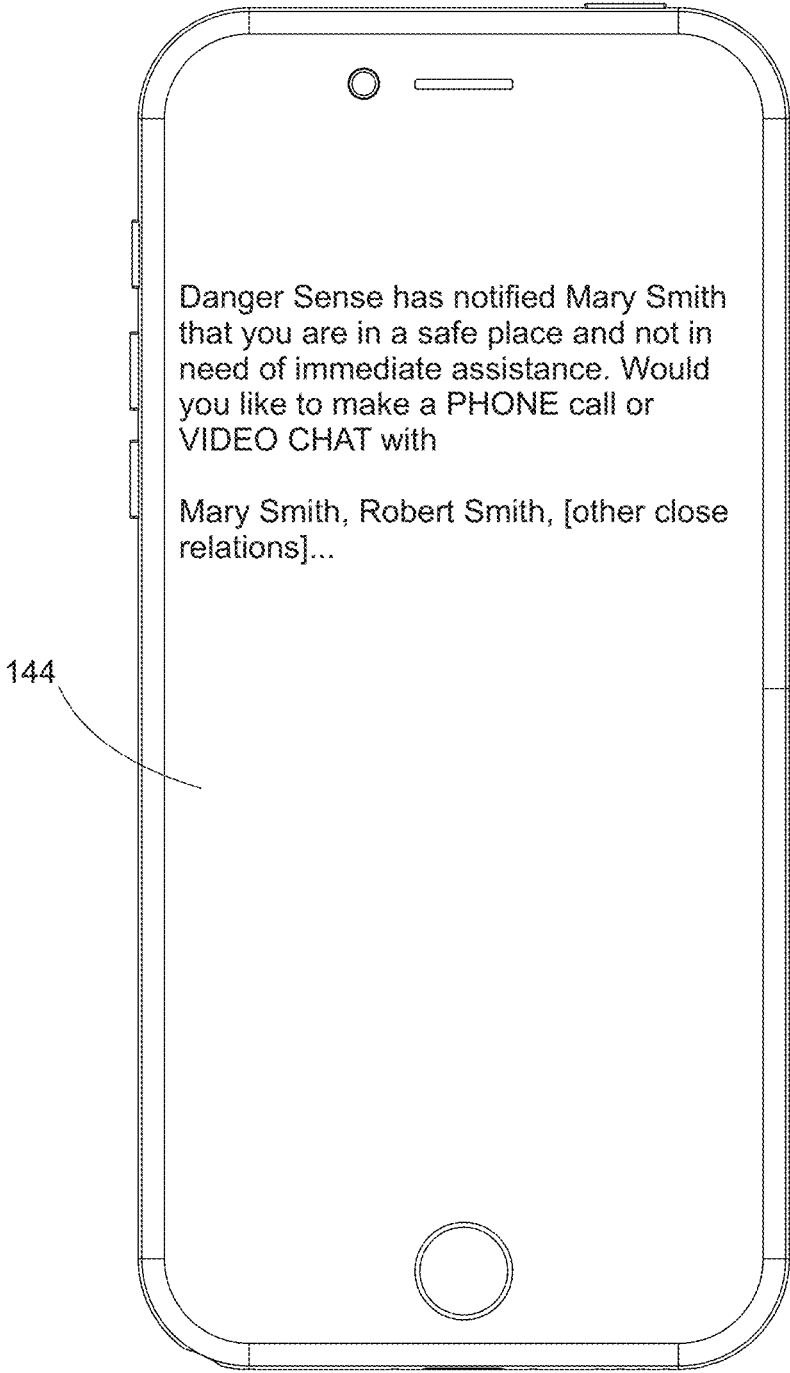 Danger Sense has notified Mary Smith
that you are in a safe place and not in
need of immediate assistance. Would
you like to make a PHONE call or
VIDEO CHAT with
Mary Smith, Robert Smith, [other close
relations]...
144